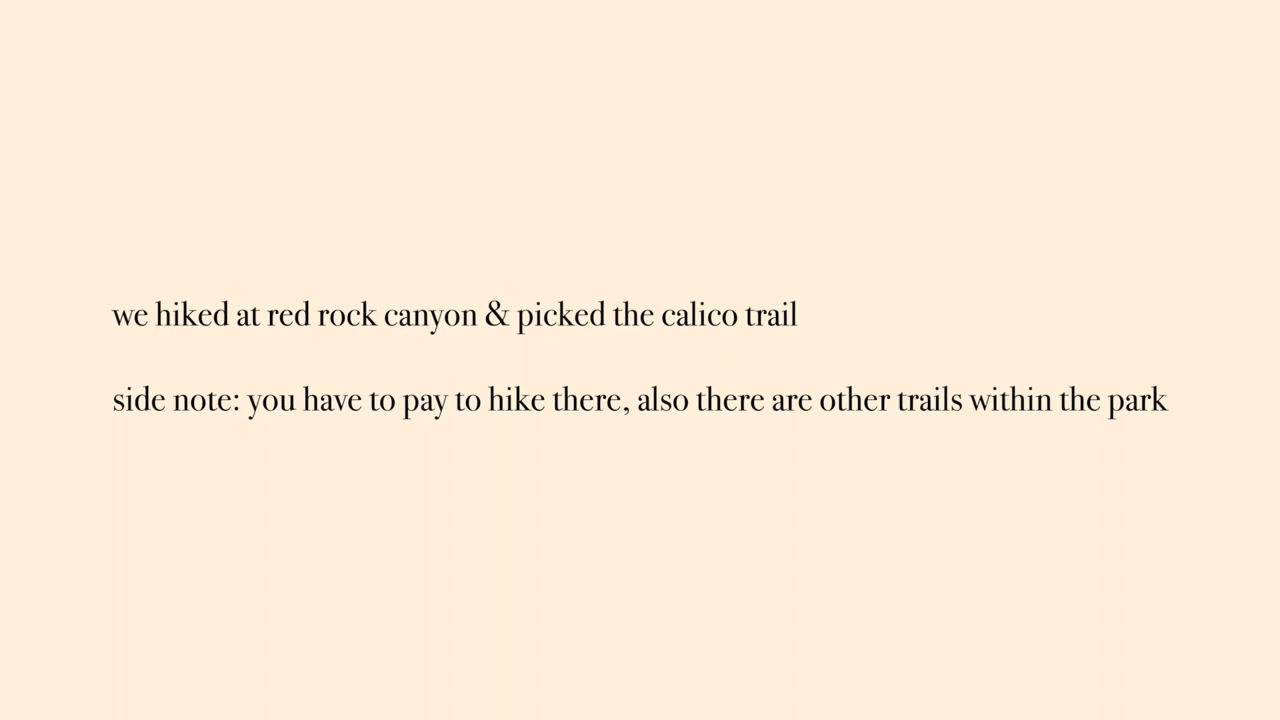 we hiked at red rock canyon & picked the calico trail
side note: you have to pay to hike there, also there are other trails within the park